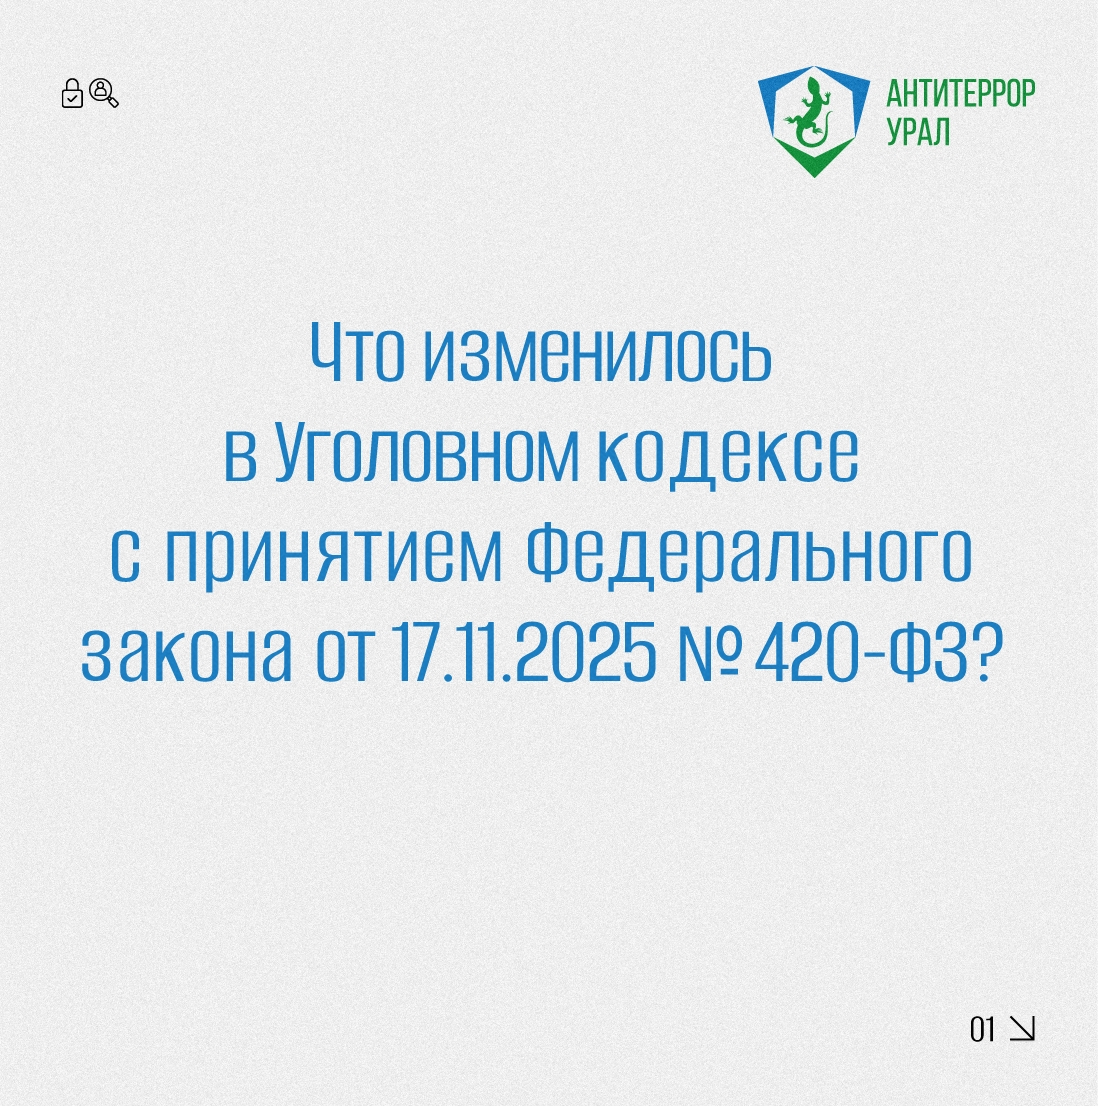 АНТИТЕРРОР
УРАЛ
Что изменилось
в Уголовном кодексе
с принятием Федерального
закона от 17.11.2025 № 420-ФЗ?
01